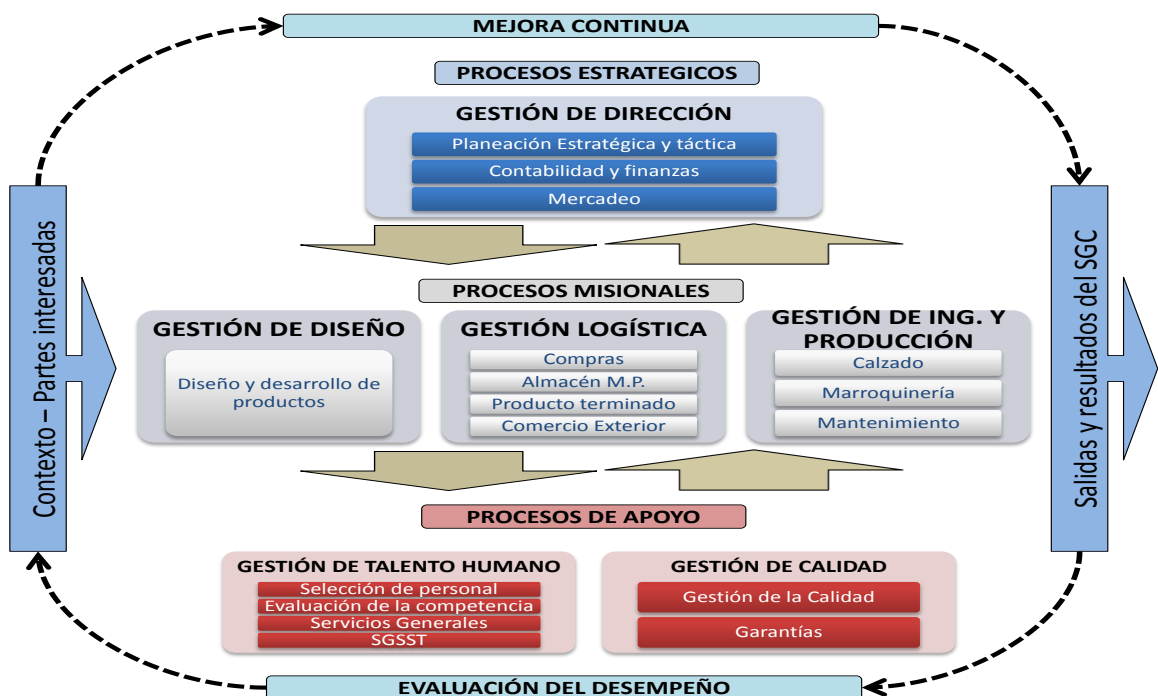 MEJORA CONTINUA
PROCESOS ESTRATEGICOS
GESTIÓN DE DIRECCIÓN
Planeación Estratégica y táctica
Contabilidad y finanzas
Mercadeo
Contexto – Partes interesadas
Salidas y resultados del SGC
PROCESOS MISIONALES
GESTIÓN DE DISEÑO
Diseño y desarrollo de
productos
GESTIÓN LOGÍSTICA
Compras
Almacén M.P.
Producto terminado
Comercio Exterior
GESTIÓN DE ING. Y
PRODUCCIÓN
Calzado
Marroquinería
Mantenimiento
PROCESOS DE APOYO
GESTIÓN DE TALENTO HUMANO
Selección de personal
Evaluación de la competencia
Servicios Generales
SGSST
GESTIÓN DE CALIDAD
Gestión de la Calidad
Garantías
EVALUACIÓN DEL DESEMPEÑO